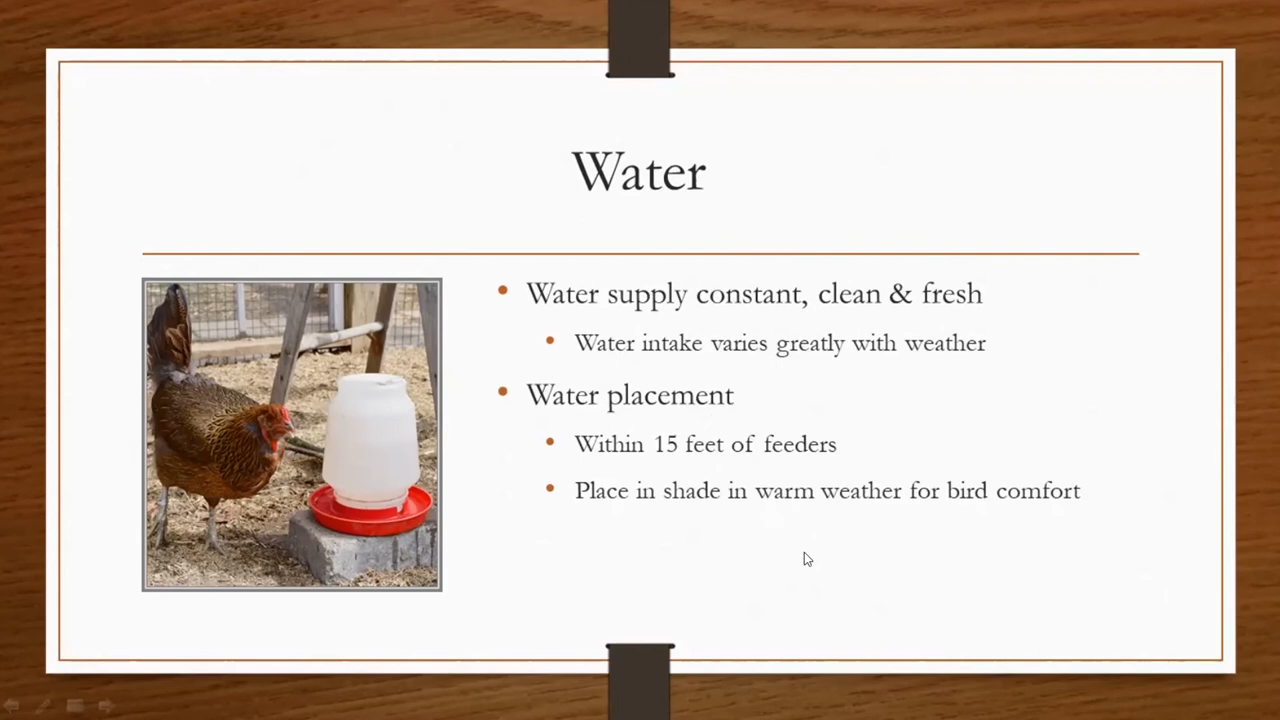 Water
Water supply constant, clean & fresh
Water intake varies greatly with weather
Water placement
Within 15 feet of feeders
Place in shade in warm weather for bird comfort